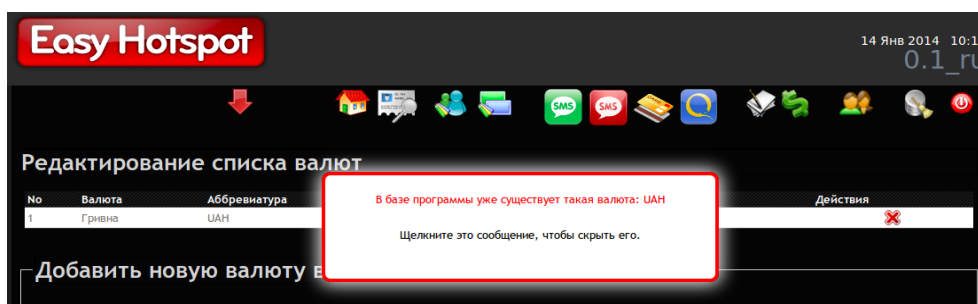 Easy Hotspot
14 Янв 2014 10:1
0.1_ru
SMS SMS
Редактирование списка валют
No Валюта Аббревиатура Действия
1 Гривна UAH
В базе программы уже существует такая валюта: UAH
Щелкните это сообщение, чтобы скрыть его.
Добавить новую валюту в